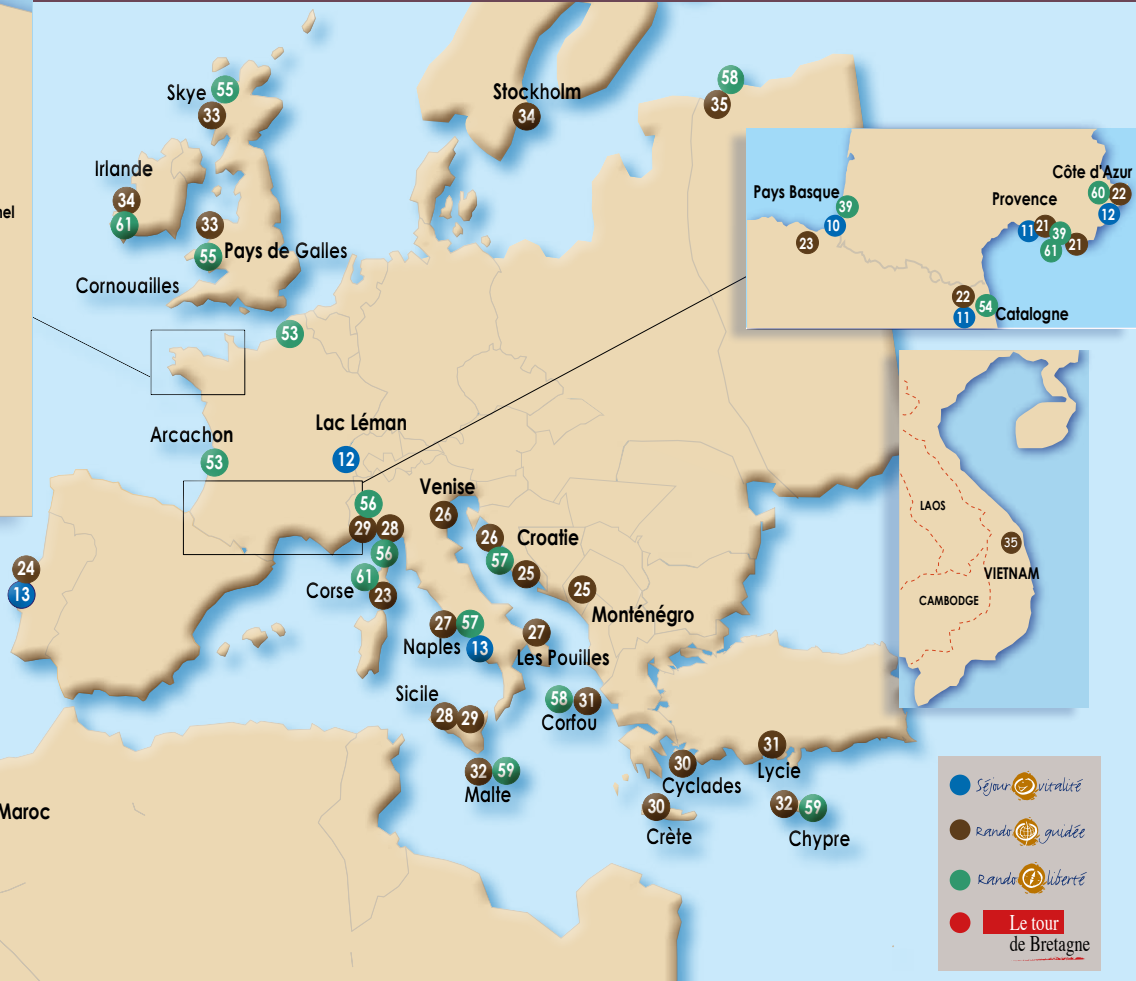 58
35
Skye 55
33
Stockholm
34
Irlande
34
61
33
55 Pays de Galles
Cornouailles
nel
Côte d'Azur
60 22
12
Pays Basque 39
10
23
Provence
11 21 39
61 21
22
11
54
Catalogne
53
Lac Léman
12
Arcachon
53
Venise
26
56
29 28
56
26
57
Croatie
25
25
Monténégro
24
13
61
Corse
23
27 57
Naples 13
27
Les Pouilles
Sicile
28 29
58 31
Corfou
32 59
Malte
30
Cyclades
31
Lycie
30
Crète
32 59
Chypre
Maroc
LAOS
35
VIETNAM
CAMBODGE
Séjour vitalité
Rando guidée
Rando liberté
Le tour
de Bretagne